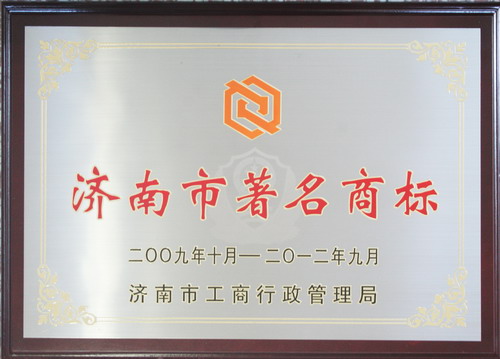 济南市著名商标
二〇〇九年十月—二〇一二年九月
济南市工商行政管理局